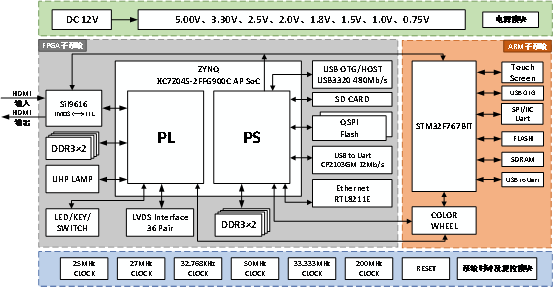 DC 12V
5.00V、3.30V、2.5V、2.0V、1.8V、1.5V、1.0V、0.75V
电源模块
FPGA子系统
ARM子系统
HDMI
输入
HDMI
输出
SiI9616
DDR3×2
UHP LAMP
LED/KEY/
SWITCH
ZYNQ
XC7Z045-2FFG900C AP SoC
PL
PS
LVDS Interface
36 Pair
DDR3×2
USB OTG/HOST
USB3320 480Mb/s
SD CARD
QSPI
Flash
USB to Uart
CP2103GM 12Mb/s
Ethernet
RTL8211E
STM32F767BIT
COLOR
WHEEL
Touch
Screen
USB OTG
SPI/IIC
Uart
FLASH
SDRAM
USB to Uart
25MHz
CLOCK
27MHz
CLOCK
32.768KHz
CLOCK
50MHz
CLOCK
33.333MHz
CLOCK
200MHz
CLOCK
RESET
系统时钟及复位模块